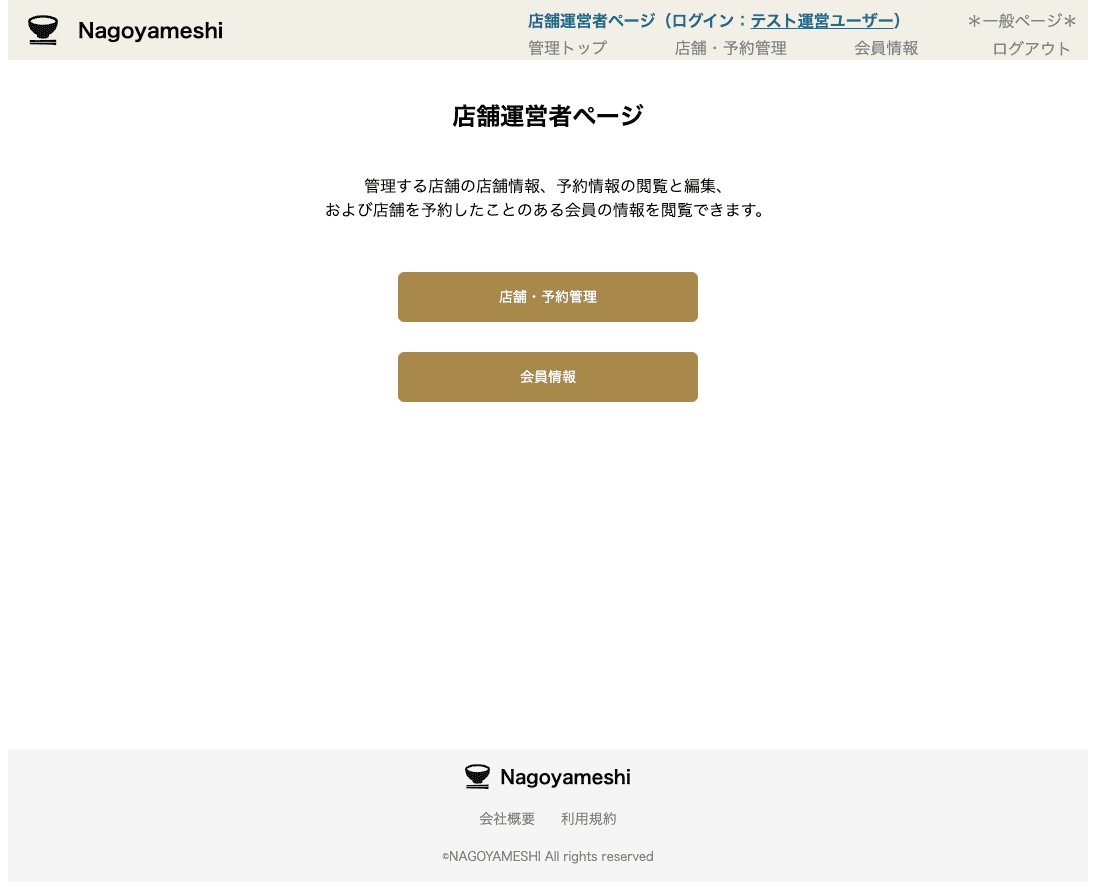 Nagoyameshi
店舗運営者ページ（ログイン：テスト運営ユーザー）
＊一般ページ＊
管理トップ 店舗・予約管理 会員情報 ログアウト
店舗運営者ページ
管理する店舗の店舗情報、予約情報の閲覧と編集、
および店舗を予約したことのある会員の情報を閲覧できます。
店舗・予約管理
会員情報
Nagoyameshi
会社概要 利用規約
©NAGOYAMESHI All rights reserved